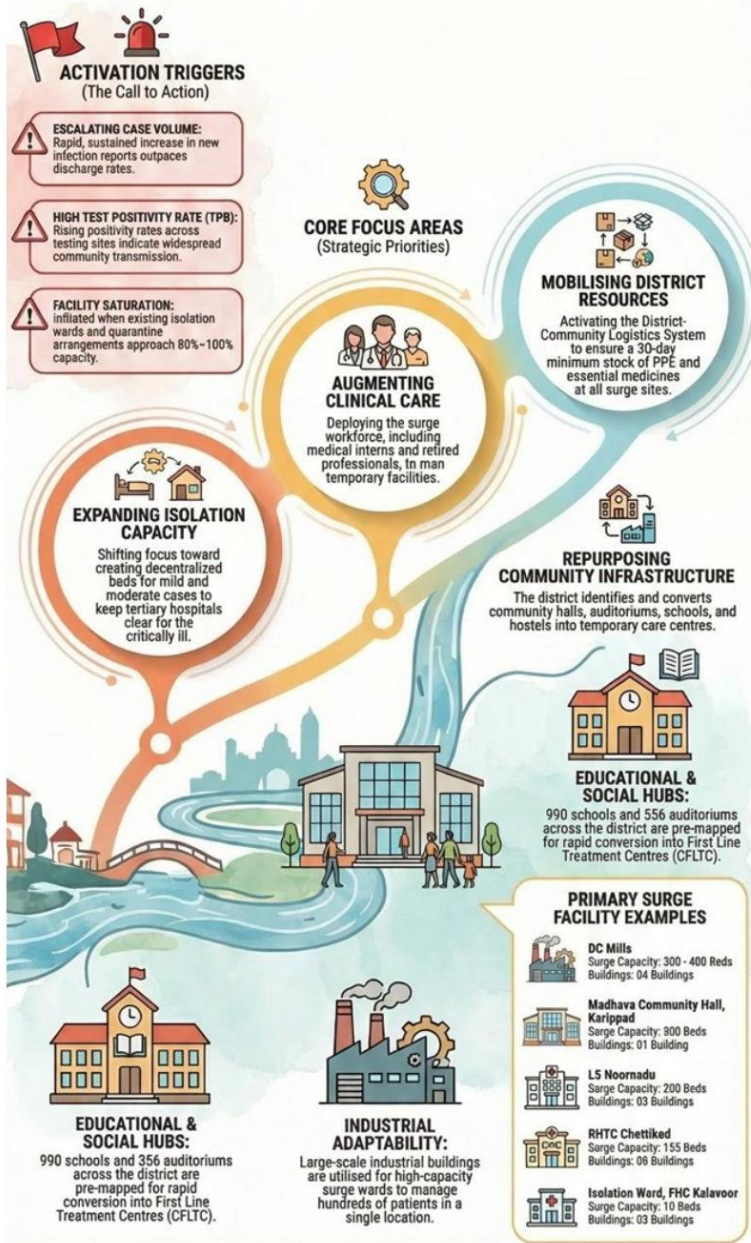 ACTIVATION TRIGGERS
(The Call to Action)
ESCALATING CASE VOLUME:
Rapid, sustained increase in new
infection reports outpaces
discharge rates.
HIGH TEST POSITIVITY RATE (TPB):
Rising positivity rates across
testing sites indicate widespread
community transmission.
FACILITY SATURATION:
infliated when existing isolation
wards and quarantine
arrangements approach 80%~100%
capacity.
CORE FOCUS AREAS
(Strategic Priorities)
MOBILISING DISTRICT
RESOURCES
Activating the District-
Community Logistics System
to ensure a 30-day
minimum stock of PPE and
essential medicines
at all surge sites.
AUGMENTING
CLINICAL CARE
Deploying the surge
workforce, including
medical interns and retired
professionals, tn man
temporary facilities.
EXPANDING ISOLATION
CAPACITY
Shifting focus toward
creating decentralized
beds for mild and
moderate cases to
keep tertiary hospitals
clear for the
critically ill.
REPURPOSING
COMMUNITY INFRASTRUCTURE
The district identifies and converts
community halls, auditoriums, schools, and
hostels into temporary care centres.
EDUCATIONAL &
SOCIAL HUBS:
990 schools and 556 auditoriums
across the district are pre-mapped
for rapid conversion into First Line
Treatment Centres (CFLTC).
PRIMARY SURGE
FACILITY EXAMPLES
DC Mills
Surge Capacity: 300 - 400 Reds
Buildings: 04 Buildings
Madhava Community Hall,
Karippad
Surge Capacity: 300 Beds
Buildings: 01 Building
L5 Noornadu
Sarge Capacity: 200 Beds
Buildings: 03 Buildings
RHTC Chettiked
Sarge Capacity: 155 Beds
Buildings: 06 Buildings
Isolation Ward, FHC Kalavoor
Surge Capacity: 10 Beds
Buildings: 03 Buildings
EDUCATIONAL &
SOCIAL HUBS:
990 schools and 356 auditoriums
across the district are
pre-mapped for rapid
conversion into First Line
Treatment Centres (CFLTC).
INDUSTRIAL
ADAPTABILITY:
Large-scale industrial buildings
are utilised for high-capacity
surge wards to manage
hundreds of patients in a
single location.